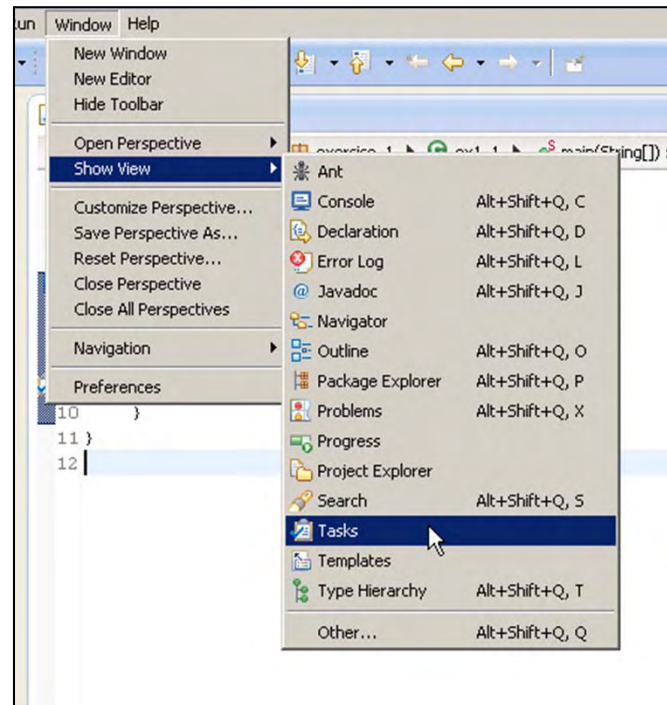 Window Help
New Window
New Editor
Hide Toolbar
Open Perspective
Show View
Customize Perspective...
Save Perspective As...
Reset Perspective...
Close Perspective
Close All Perspectives
Navigation
Preferences
main(String[])
Ant
Console Alt+Shift+Q, C
Declaration Alt+Shift+Q, D
Error Log Alt+Shift+Q, L
Javadoc Alt+Shift+Q, J
Navigator
Outline Alt+Shift+Q, O
Package Explorer Alt+Shift+Q, P
Problems Alt+Shift+Q, X
Progress
Project Explorer
Search Alt+Shift+Q, S
Tasks
Templates
Type Hierarchy Alt+Shift+Q, T
Other... Alt+Shift+Q, Q
10 }
11 }
12